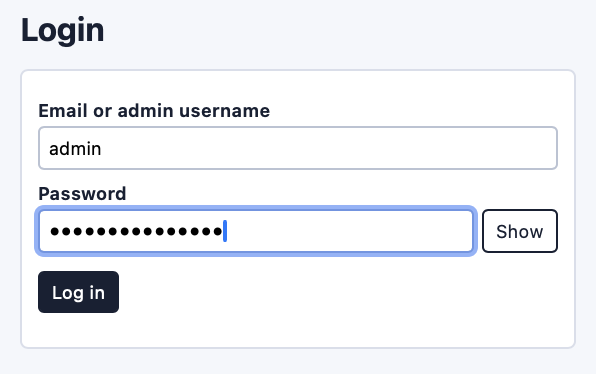 Login
Email or admin username
admin
Password
•••••••••••••••
Show
Log in